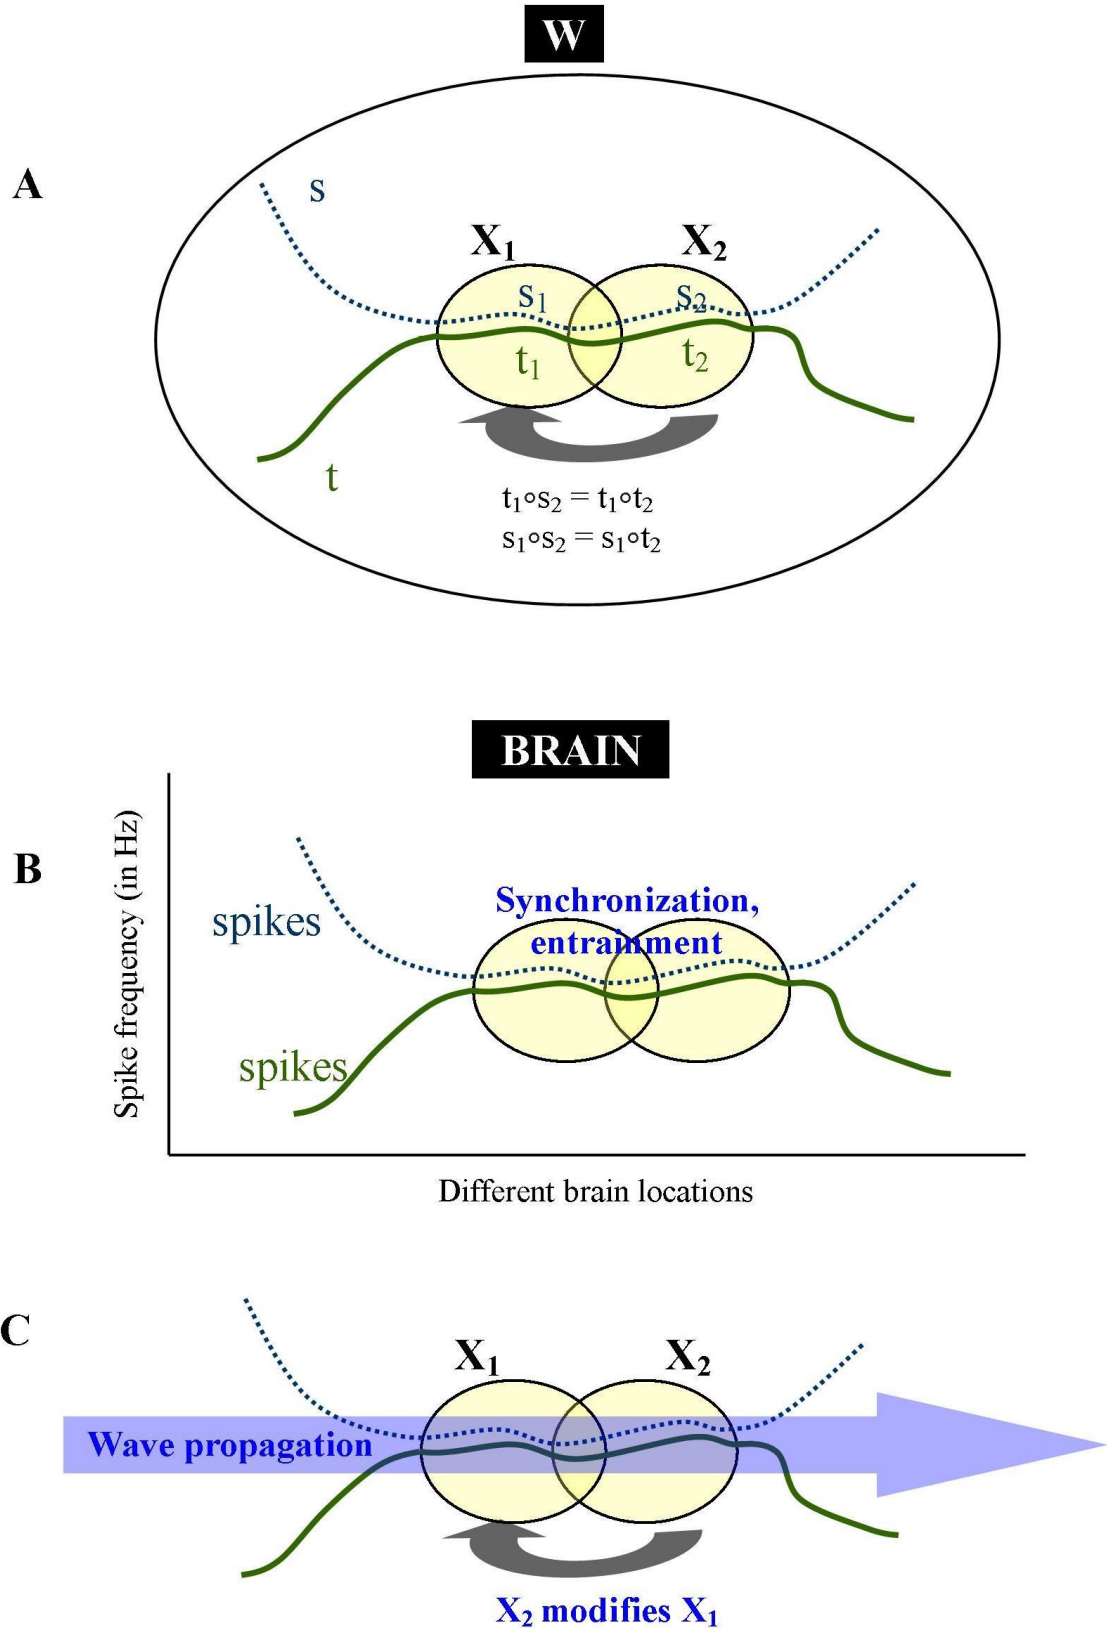 W
A
s
X₁
X₂
s₁
s₂
t₁
t₂
t
t₁∘s₂ = t₁∘t₂
s₁∘s₂ = s₁∘t₂
BRAIN
B
Spike frequency (in Hz)
Synchronization,
entrainment
spikes
spikes
Different brain locations
C
X₁
X₂
Wave propagation
X₂ modifies X₁